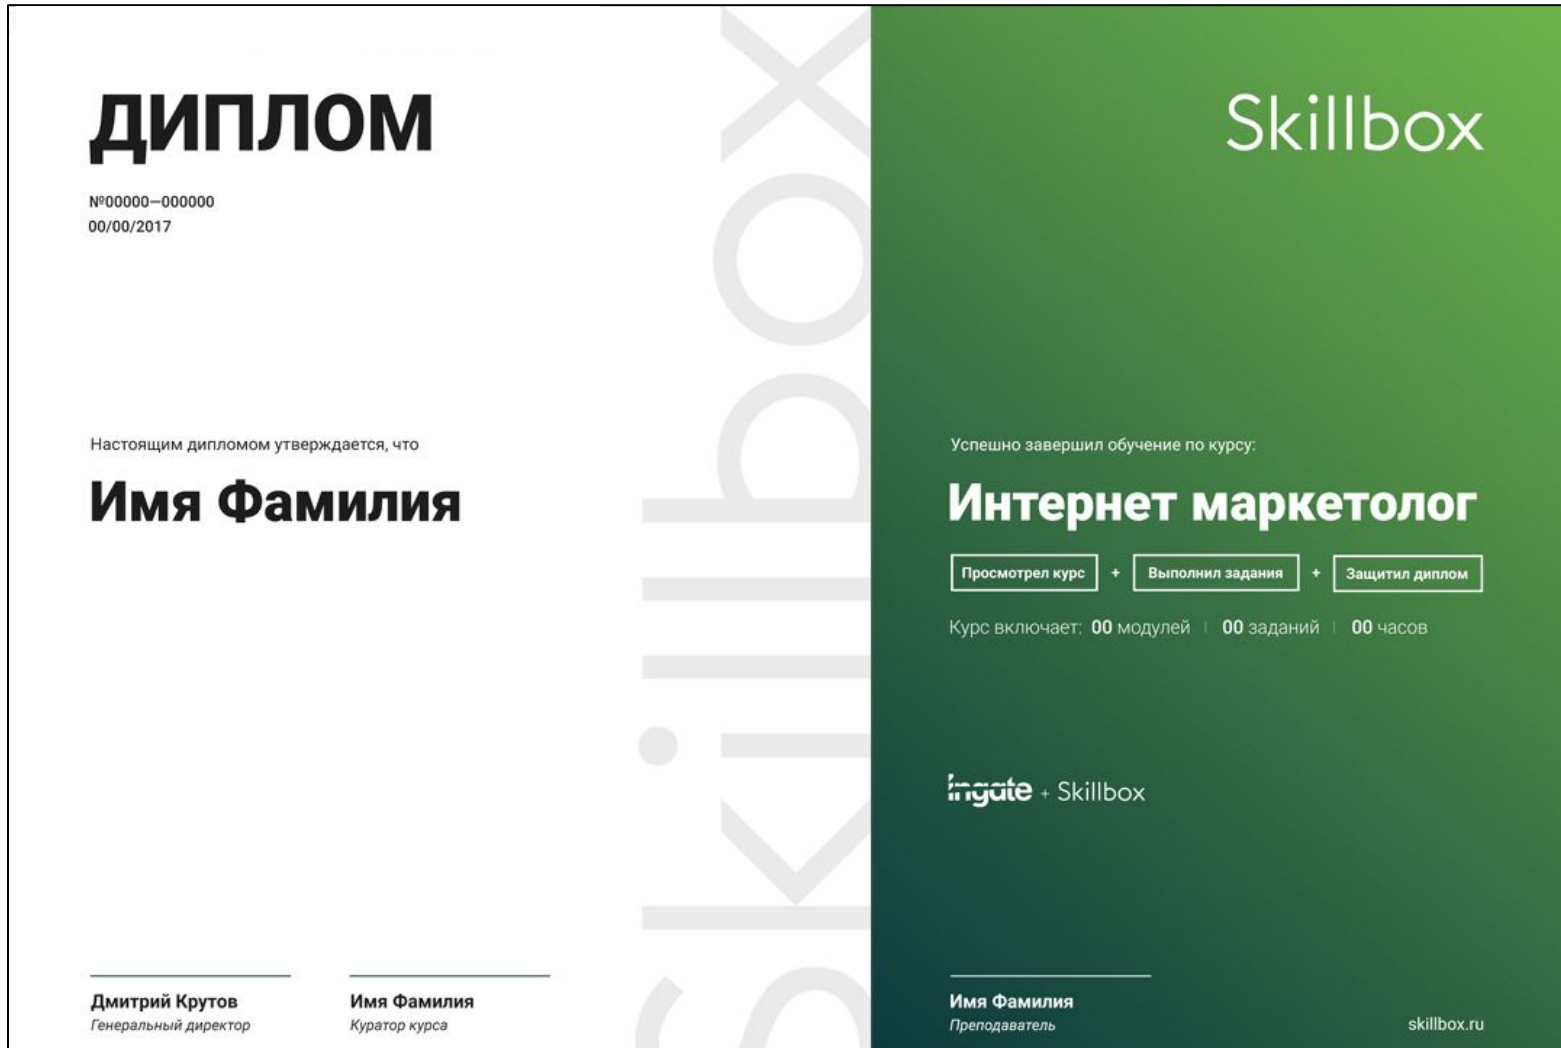 ДИПЛОМ
№00000—000000
00/00/2017
Настоящим дипломом утверждается, что
Имя Фамилия
Дмитрий Крутов
Генеральный директор
Имя Фамилия
Куратор курса
Skillbox
Skillbox
Успешно завершил обучение по курсу:
Интернет маркетолог
Просмотрел курс + Выполнил задания + Защитил диплом
Курс включает: 00 модулей | 00 заданий | 00 часов
ingate + Skillbox
Имя Фамилия
Преподаватель
skillbox.ru